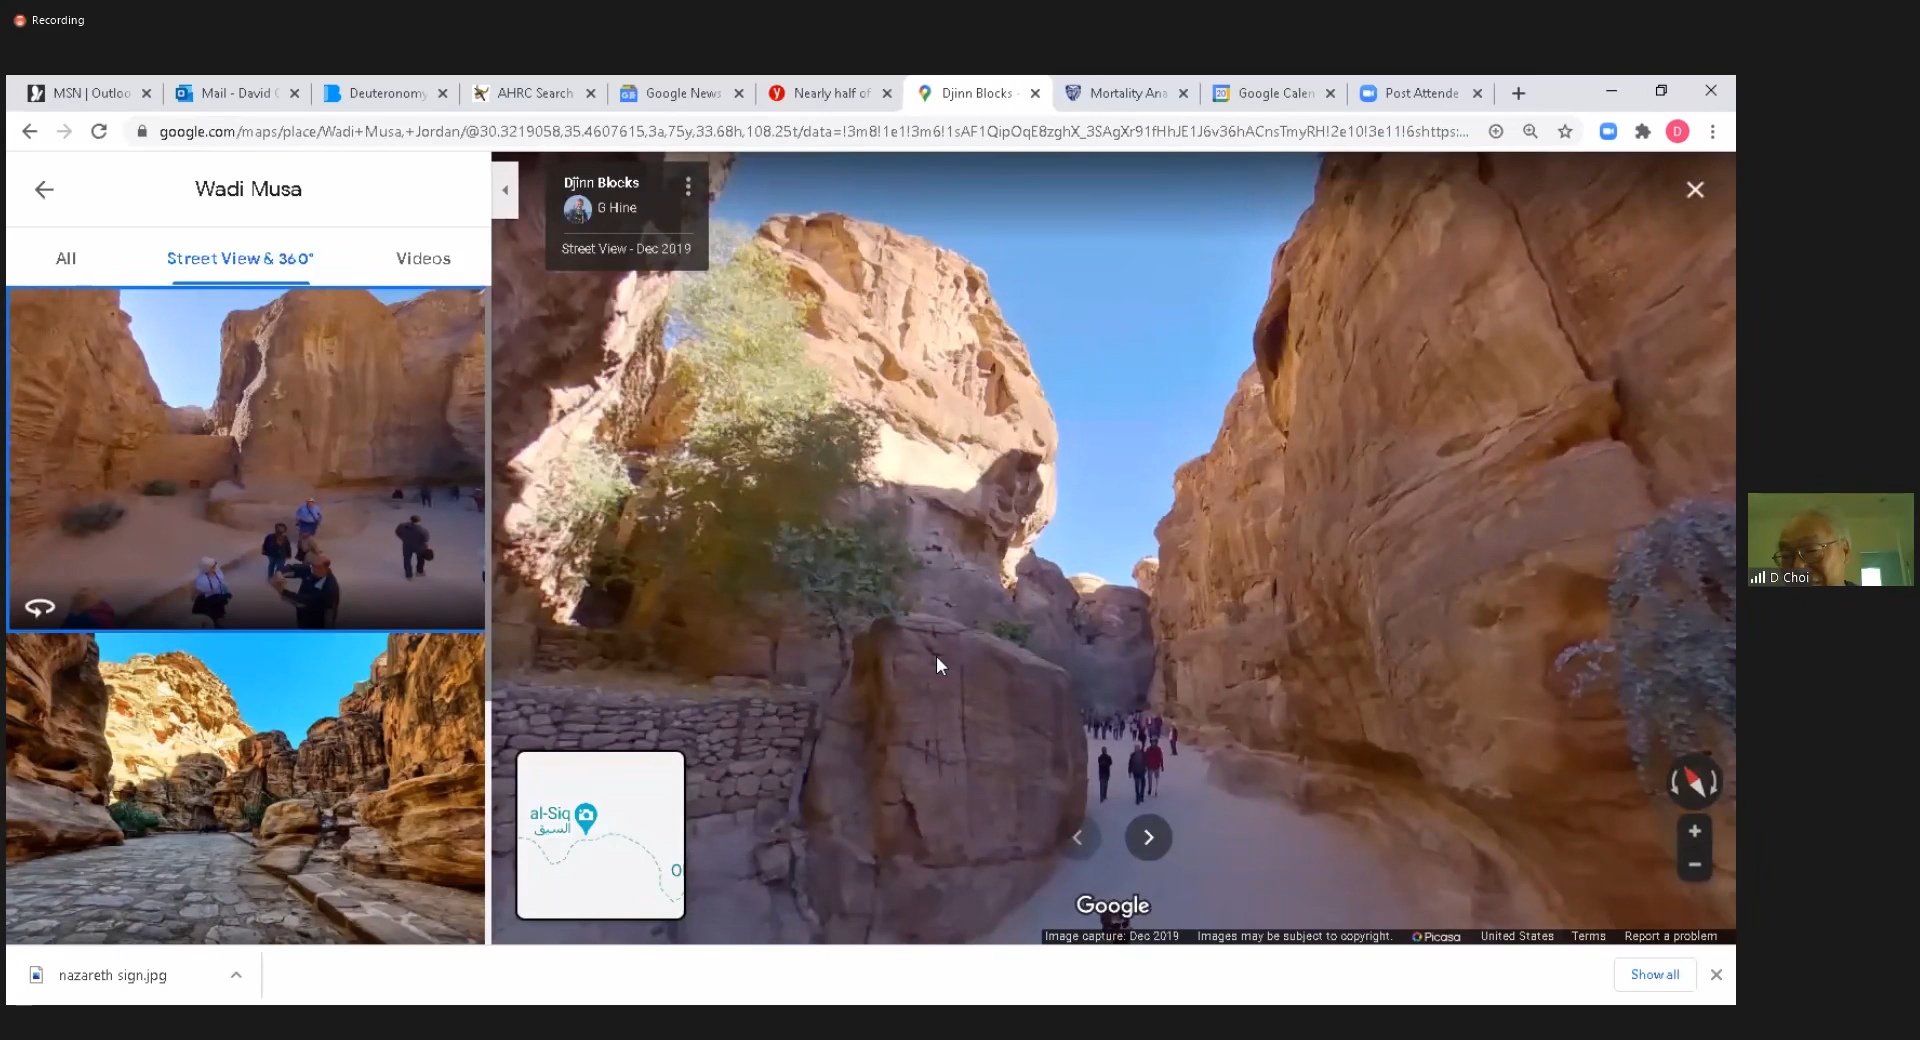 Recording
MSN | Outloo
Mail - David
Deuteronomy
AHRC Search
Google News
Nearly half of
Djinn Blocks -
Mortality Ana
Google Calen
Post Attende
google.com/maps/place/Wadi+Musa,+Jordan/@30.3219058,35.4607615,3a,75y,33.68h,108.25t/data=!3m8!1e1!3m6!1sAF1QipOqE8zghX_3SAgXr91fHhJE1J6v36hACnsTmyRH!2e10!3e11!6shttps:...
D
Wadi Musa
All
Street View & 360°
Videos
Djinn Blocks
G Hine
Street View - Dec 2019
al-Siq
السيق
O
Google
Image capture: Dec 2019
Images may be subject to copyright.
Picasa
United States
Terms
Report a problem
D Choi
nazareth sign.jpg
Show all